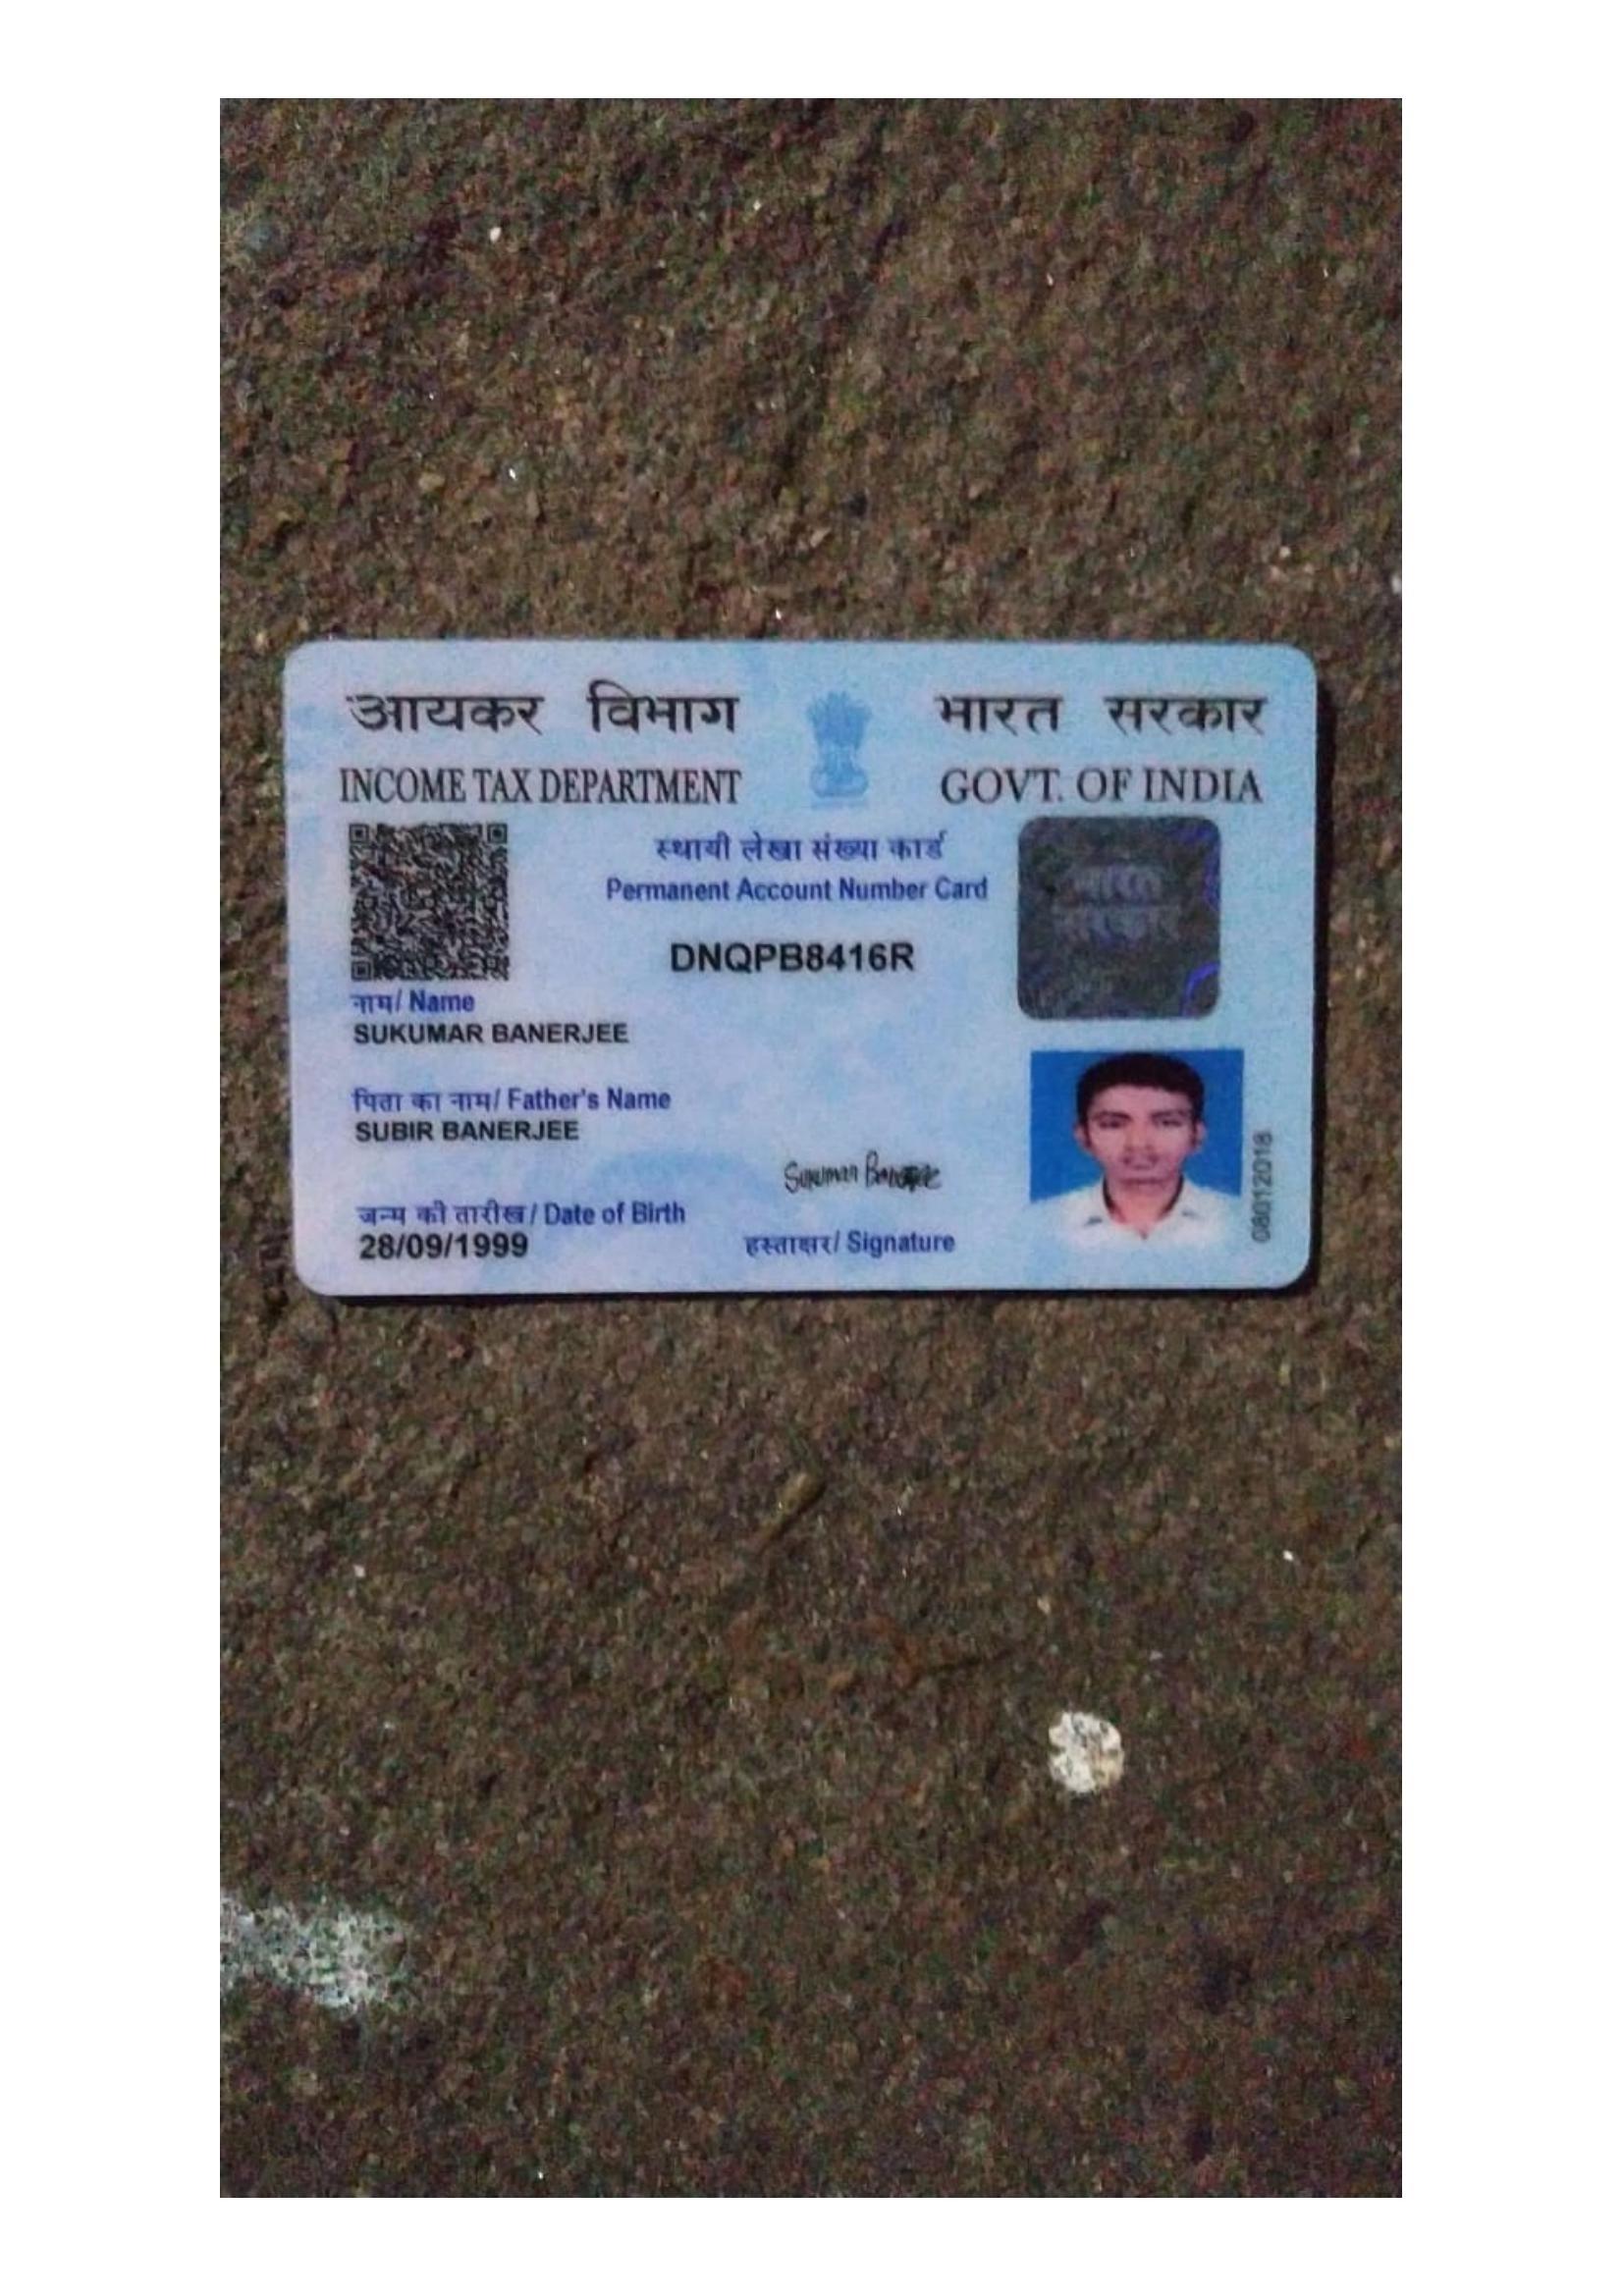 आयकर विभाग
भारत सरकार
INCOME TAX DEPARTMENT
GOVT. OF INDIA
स्थायी लेखा संख्या कार्ड
Permanent Account Number Card
DNQPB8416R
भारत
नाम/ Name
SUKUMAR BANERJEE
पिता का नाम/ Father's Name
SUBIR BANERJEE
Sukumar Banerjee
जन्म की तारीख/ Date of Birth
28/09/1999
हस्ताक्षर/ Signature
08012018